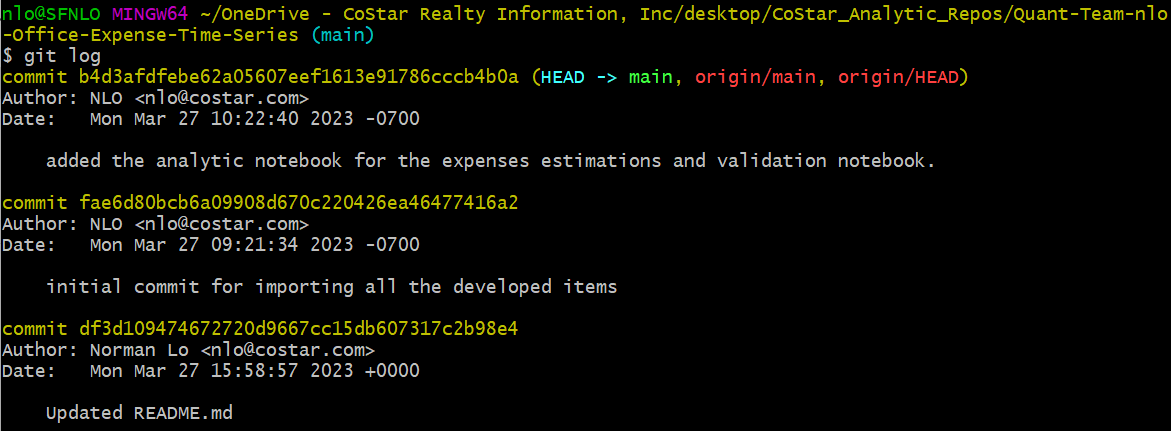 nlo@SFNLO MINGW64 ~/OneDrive - CoStar Realty Information, Inc/desktop/CoStar_Analytic_Repos/Quant-Team-nlo
-Office-Expense-Time-Series (main)
$ git log
commit b4d3afdfebe62a05607eef1613e91786cccb4b0a (HEAD -> main, origin/main, origin/HEAD)
Author: NLO <nlo@costar.com>
Date:   Mon Mar 27 10:22:40 2023 -0700
    added the analytic notebook for the expenses estimations and validation notebook.
commit fae6d80bcb6a09908d670c220426ea46477416a2
Author: NLO <nlo@costar.com>
Date:   Mon Mar 27 09:21:34 2023 -0700
    initial commit for importing all the developed items
commit df3d109474672720d9667cc15db607317c2b98e4
Author: Norman Lo <nlo@costar.com>
Date:   Mon Mar 27 15:58:57 2023 +0000
    Updated README.md